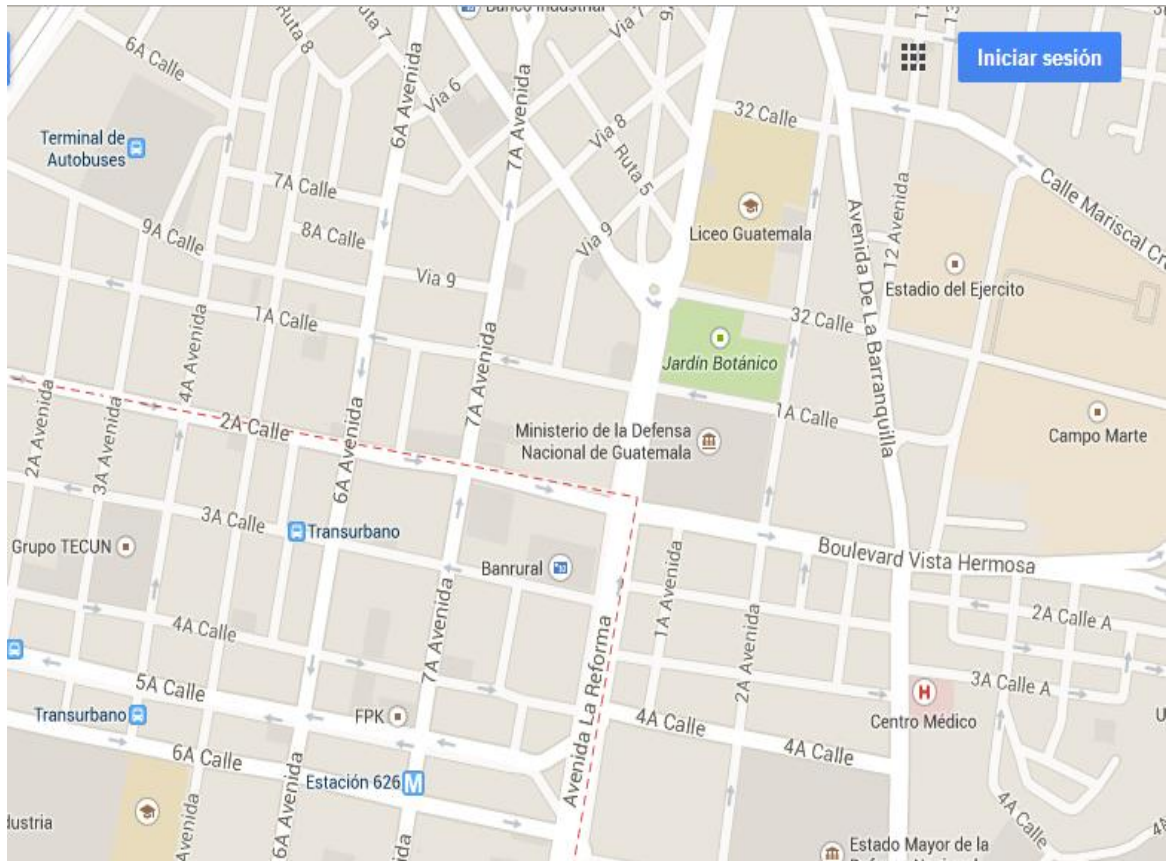 Banco Industrial
Ruta 8
Ruta 7
Via 7
6A Calle
Iniciar sesión
6A Avenida
Via 6
7A Avenida
Via 8
32 Calle
Terminal de
Autobuses
Ruta 5
7A Calle
Calle Mariscal Cr
12 Avenida
Avenida De La Barranquilla
Liceo Guatemala
8A Calle
9A Calle
Via 9
Via 9
Estadio del Ejercito
1A Calle
32 Calle
4A Avenida
7A Avenida
Jardín Botánico
1A Calle
Campo Marte
2A Avenida
3A Avenida
2A Calle
6A Avenida
Ministerio de la Defensa
Nacional de Guatemala
3A Calle
Transurbano
Grupo TECUN
Banrural
Boulevard Vista Hermosa
1A Avenida
2A Avenida
2A Calle A
4A Calle
7A Avenida
Avenida La Reforma
5A Calle
3A Calle A
Transurbano
FPK
4A Calle
Centro Médico
4A Calle
6A Calle
Estación 626
M
6A Avenida
4A Avenida
7A
4A Calle
dustria
Estado Mayor de la